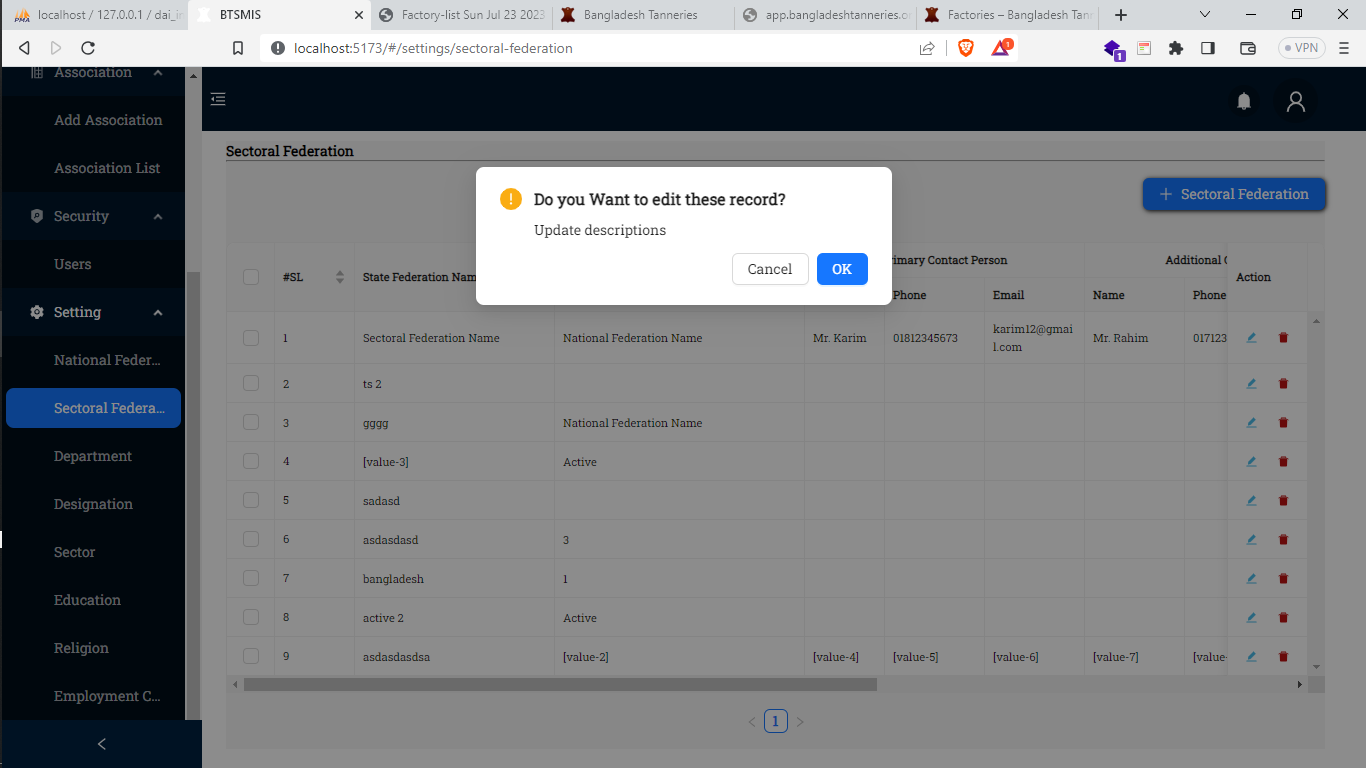 localhost / 127.0.0.1 / dai_in
BTSMIS
Factory-list Sun Jul 23 2023
Bangladesh Tanneries
app.bangladeshtanneries.o
Factories – Bangladesh Tann
localhost:5173/#/settings/sectoral-federation
1
1
VPN
Association
Add Association
Association List
Security
Users
Setting
National Feder...
Sectoral Federa...
Department
Designation
Sector
Education
Religion
Employment C...
Sectoral Federation
+ Sectoral Federation
Do you Want to edit these record?
Update descriptions
Cancel
OK
#SL
State Federation Nam
imary Contact Person
Additional C
Action
Phone
Email
Name
Phone
1 Sectoral Federation Name National Federation Name Mr. Karim 01812345673 karim12@gmai Mr. Rahim 017123
l.com
2 ts 2
3 gggg National Federation Name
4 [value-3] Active
5 sadasd
6 asdasdasd 3
7 bangladesh 1
8 active 2 Active
9 asdasdasdsa [value-2] [value-4] [value-5] [value-6] [value-7] [value-
1